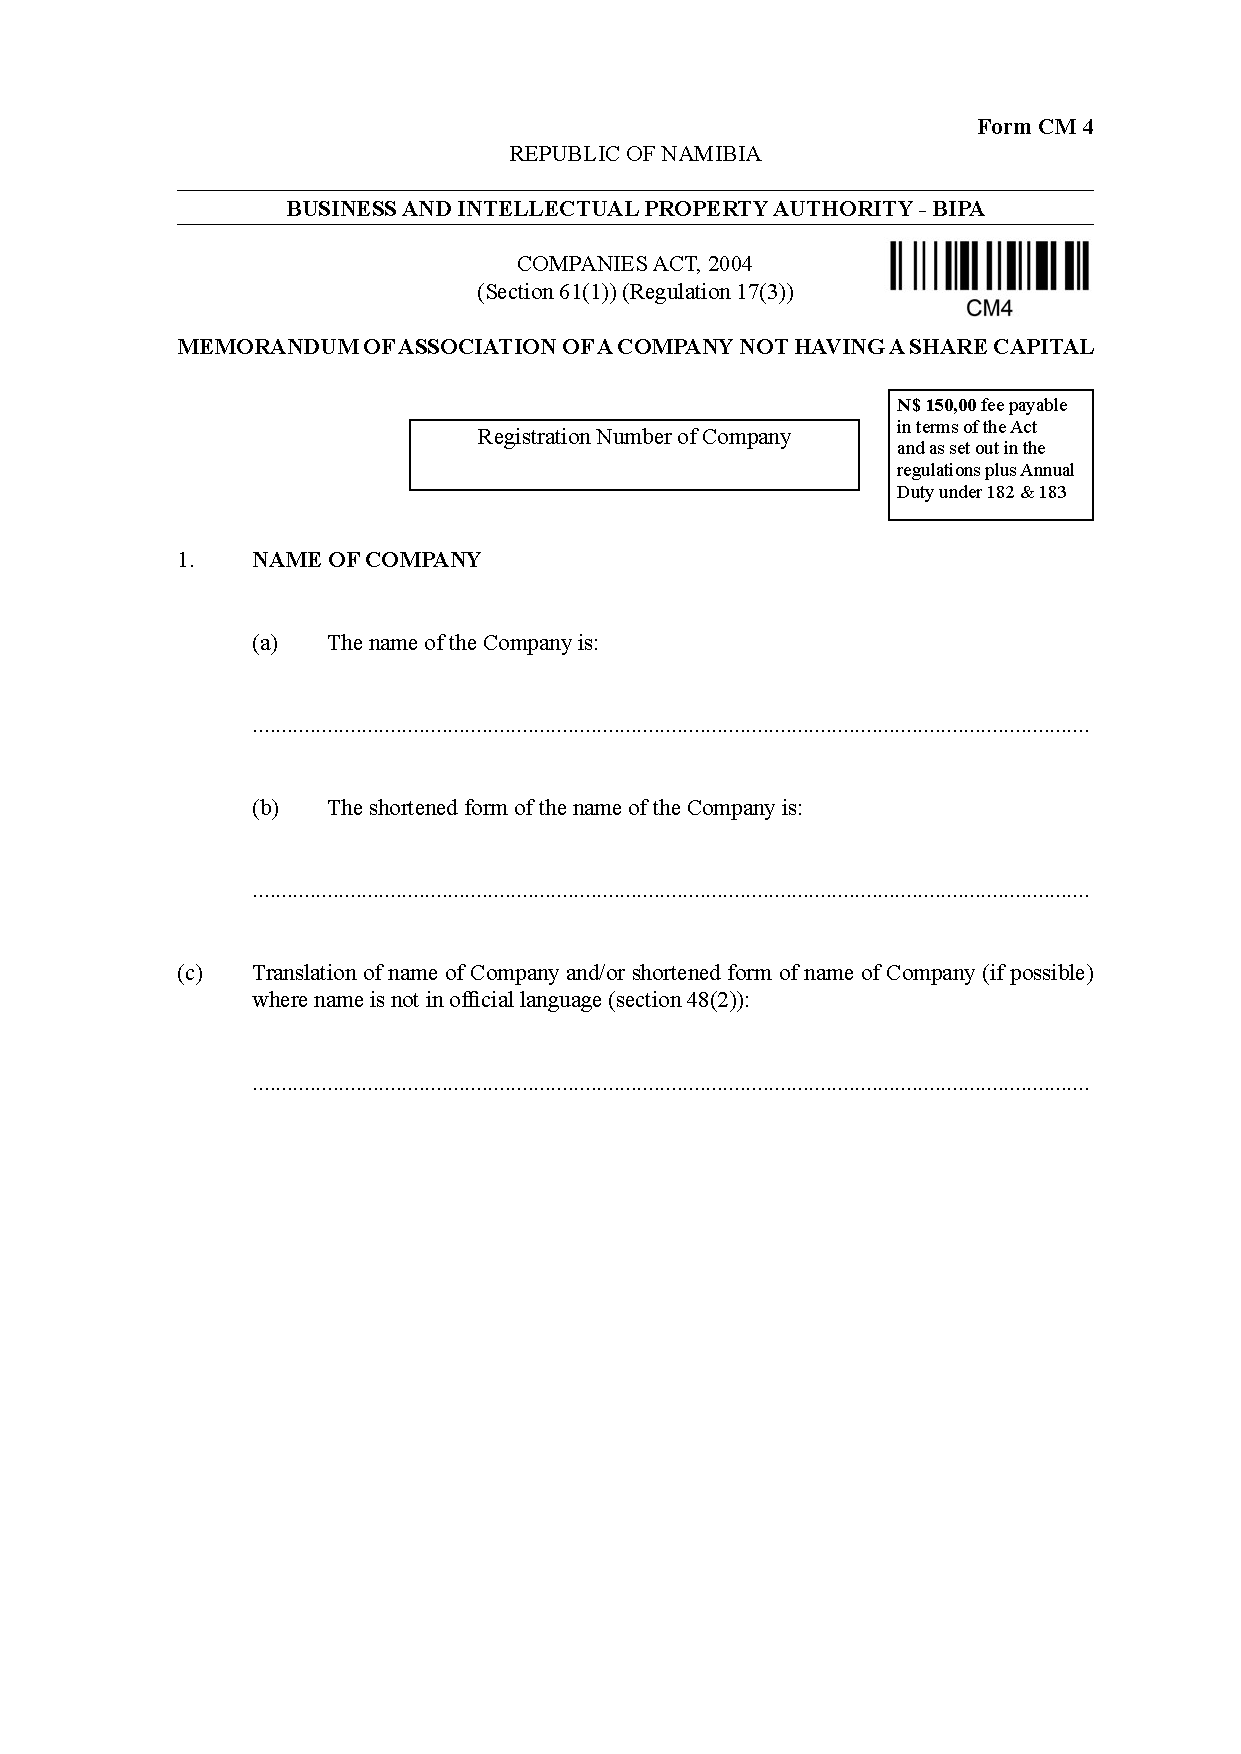 Form CM 4
REPUBLIC OF NAMIBIA
BUSINESS AND INTELLECTUAL PROPERTY AUTHORITY - BIPA
COMPANIES ACT, 2004
(Section 61(1)) (Regulation 17(3))
CM4
MEMORANDUM OF ASSOCIATION OF A COMPANY NOT HAVING A SHARE CAPITAL
Registration Number of Company
N$ 150,00 fee payable
in terms of the Act
and as set out in the
regulations plus Annual
Duty under 182 & 183
1. NAME OF COMPANY
(a) The name of the Company is:
..................................................................................................................................................
(b) The shortened form of the name of the Company is:
..................................................................................................................................................
(c) Translation of name of Company and/or shortened form of name of Company (if possible)
where name is not in official language (section 48(2)):
..................................................................................................................................................